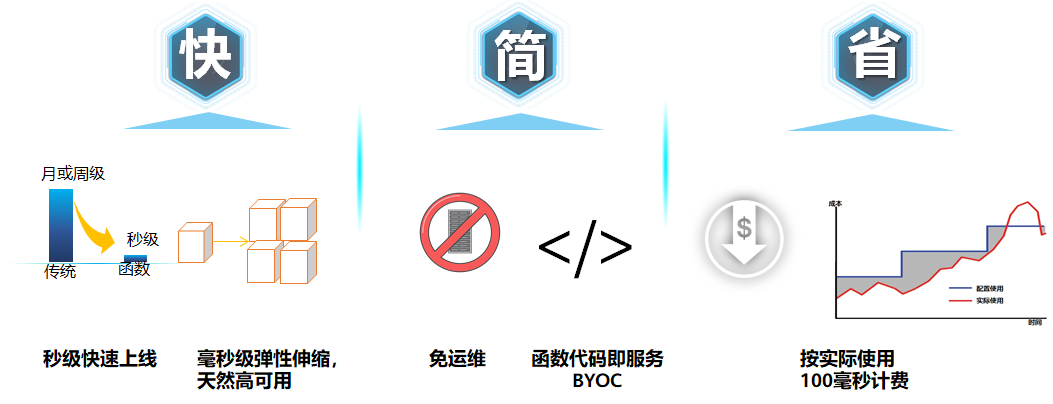 快
简
省
月或周级
秒级
传统
函数
</>
$
成本
配置使用
实际使用
时间
秒级快速上线
毫秒级弹性伸缩，
天然高可用
免运维
函数代码即服务
BYOC
按实际使用
100毫秒计费